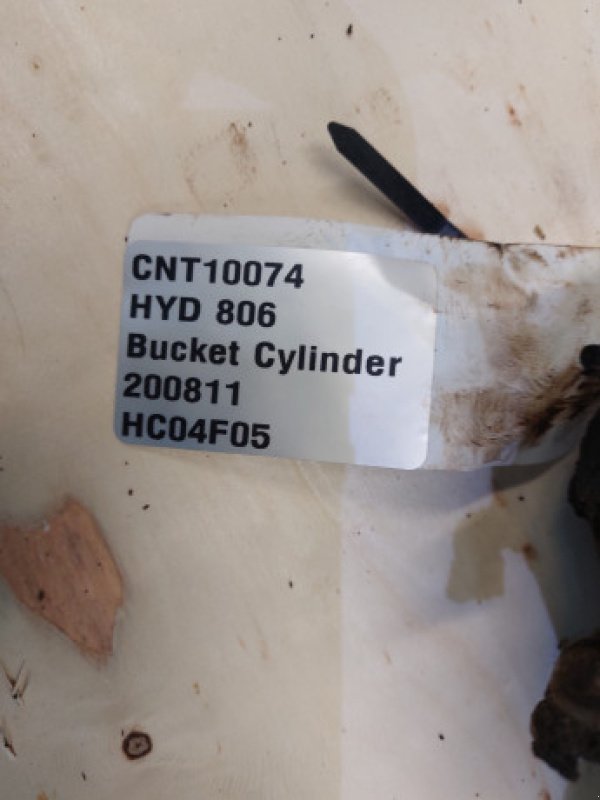 CNT10074
HYD 806
Bucket Cylinder
200811
HC04F05